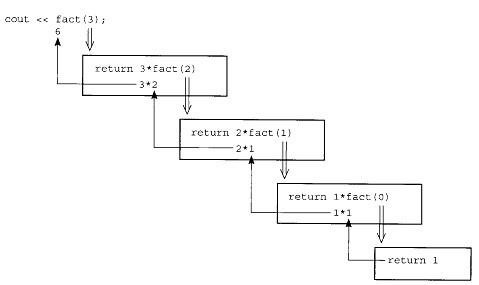 cout << fact(3);
6
return 3*fact(2)
3*2
return 2*fact(1)
2*1
return 1*fact(0)
1*1
return 1